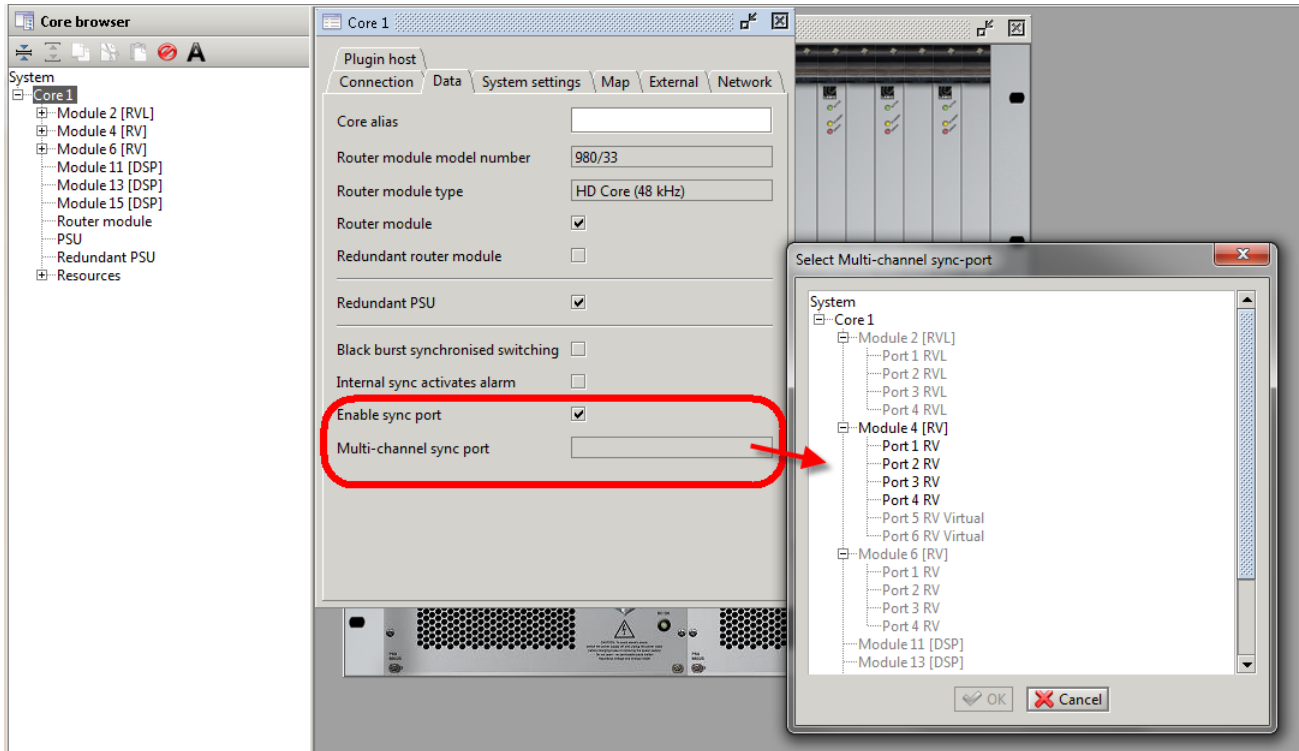 Core browser
System
Core 1
Module 2 [RVL]
Module 4 [RV]
Module 6 [RV]
Module 11 [DSP]
Module 13 [DSP]
Module 15 [DSP]
Router module
PSU
Redundant PSU
Resources
Core 1
Plugin host
Connection Data System settings Map External Network
Core alias
Router module model number 980/33
Router module type HD Core (48 kHz)
Router module
Redundant router module
Redundant PSU
Black burst synchronised switching
Internal sync activates alarm
Enable sync port
Multi-channel sync port
Select Multi-channel sync-port
System
Core 1
Module 2 [RVL]
Port 1 RVL
Port 2 RVL
Port 3 RVL
Port 4 RVL
Module 4 [RV]
Port 1 RV
Port 2 RV
Port 3 RV
Port 4 RV
Port 5 RV Virtual
Port 6 RV Virtual
Module 6 [RV]
Port 1 RV
Port 2 RV
Port 3 RV
Port 4 RV
Module 11 [DSP]
Module 13 [DSP]
OK Cancel